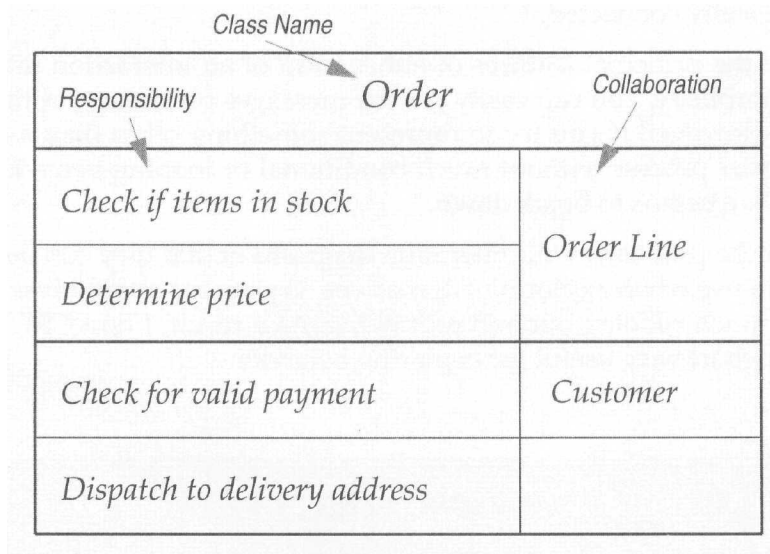 Class Name
Order
Responsibility
Collaboration
Check if items in stock
Order Line
Determine price
Check for valid payment
Customer
Dispatch to delivery address